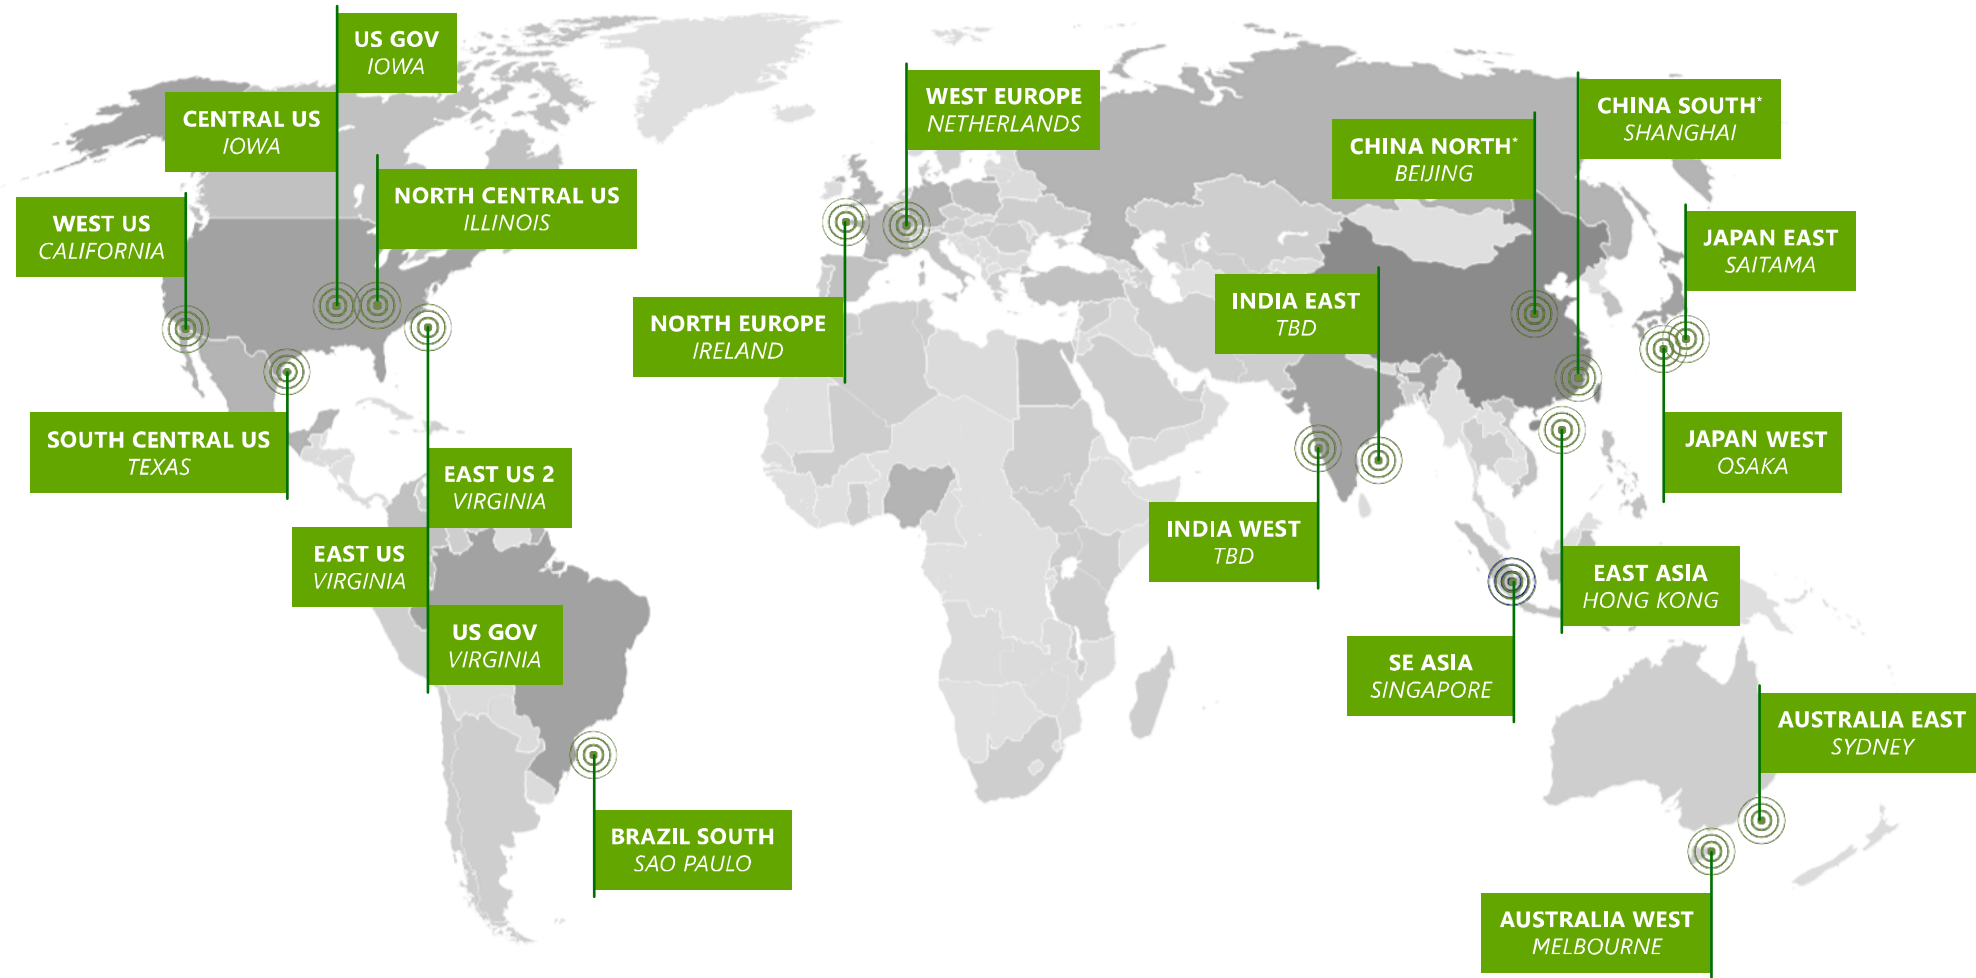 US GOV
IOWA
CENTRAL US
IOWA
NORTH CENTRAL US
ILLINOIS
WEST US
CALIFORNIA
SOUTH CENTRAL US
TEXAS
EAST US 2
VIRGINIA
EAST US
VIRGINIA
US GOV
VIRGINIA
BRAZIL SOUTH
SAO PAULO
WEST EUROPE
NETHERLANDS
NORTH EUROPE
IRELAND
CHINA SOUTH*
SHANGHAI
CHINA NORTH*
BEIJING
JAPAN EAST
SAITAMA
INDIA EAST
TBD
JAPAN WEST
OSAKA
INDIA WEST
TBD
EAST ASIA
HONG KONG
SE ASIA
SINGAPORE
AUSTRALIA EAST
SYDNEY
AUSTRALIA WEST
MELBOURNE